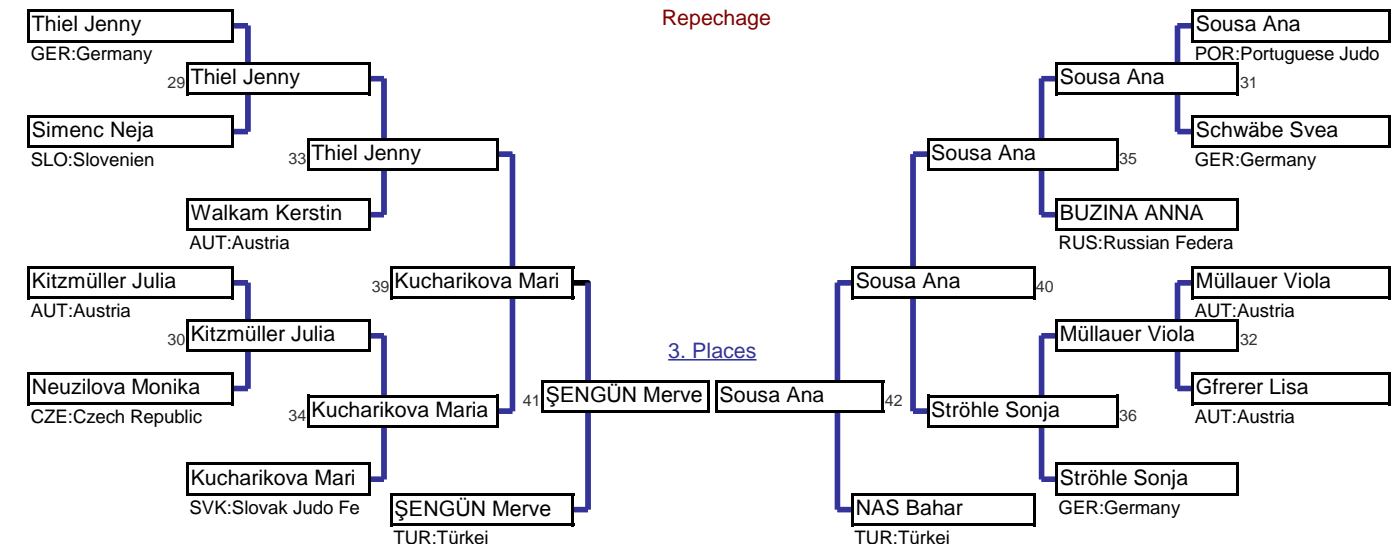 Repechage
Thiel Jenny
GER:Germany
29 Thiel Jenny
Simenc Neja
SLO:Slovenien
33 Thiel Jenny
Walkam Kerstin
AUT:Austria
39 Kucharikova Mari
Kitzmüller Julia
AUT:Austria
30 Kitzmüller Julia
Neuzilova Monika
CZE:Czech Republic
34 Kucharikova Maria
Kucharikova Mari
SVK:Slovak Judo Fe
3. Places
41 ŞENGÜN Merve
ŞENGÜN Merve
TUR:Türkei
Sousa Ana
POR:Portuguese Judo
Sousa Ana 31
Schwäbe Svea
GER:Germany
Sousa Ana 35
BUZINA ANNA
RUS:Russian Federa
Sousa Ana 40
Müllauer Viola
AUT:Austria
Müllauer Viola 32
Gfrerer Lisa
AUT:Austria
Ströhle Sonja 36
Ströhle Sonja
GER:Germany
Sousa Ana 42
NAS Bahar
TUR:Türkei